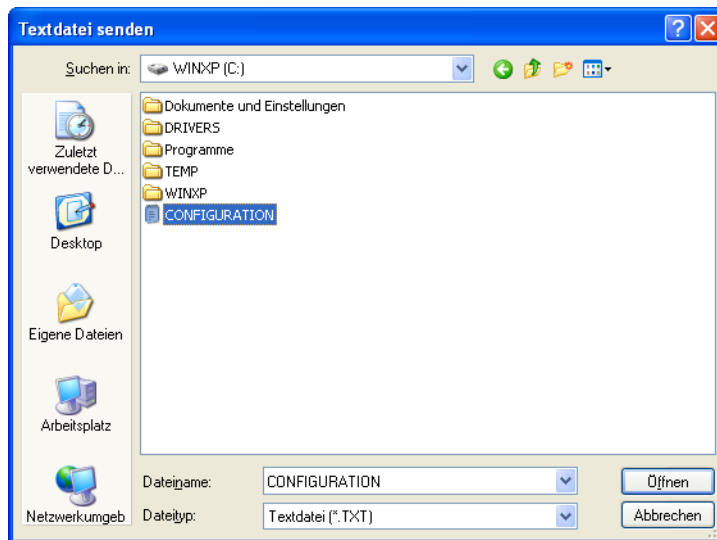 Textdatei senden
Suchen in:
WINXP (C:)
Zuletzt
verwendete D...
Desktop
Eigene Dateien
Arbeitsplatz
Netzwerkumgeb
Dokumente und Einstellungen
DRIVERS
Programme
TEMP
WINXP
CONFIGURATION
Dateiname:
CONFIGURATION
Öffnen
Dateityp:
Textdatei (*.TXT)
Abbrechen